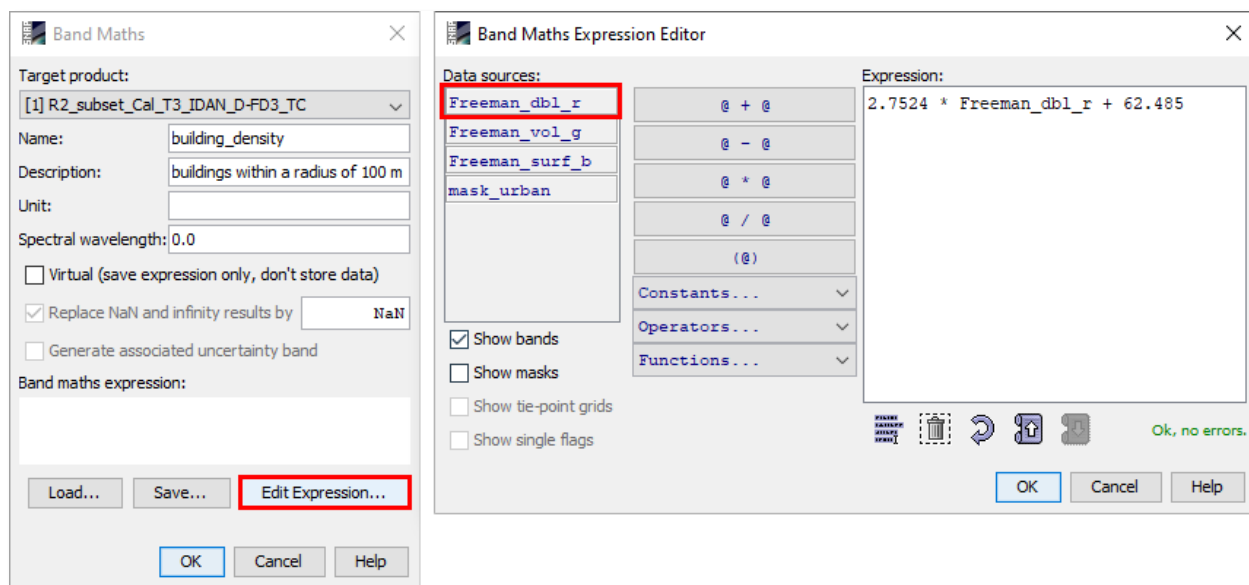 Band Maths
Target product:
[1] R2_subset_Cal_T3_IDAN_D-FD3_TC
Name: building_density
Description: buildings within a radius of 100 m
Unit:
Spectral wavelength: 0.0
Virtual (save expression only, don't store data)
Replace NaN and infinity results by NaN
Generate associated uncertainty band
Band maths expression:
Load... Save... Edit Expression...
OK Cancel Help
Band Maths Expression Editor
Data sources:
Freeman_dbl_r
Freeman_vol_g
Freeman_surf_b
mask_urban
Show bands
Show masks
Show tie-point grids
Show single flags
@ + @
@ - @
@ * @
@ / @
(@)
Constants...
Operators...
Functions...
Expression:
2.7524 * Freeman_dbl_r + 62.485
Ok, no errors.
OK Cancel Help